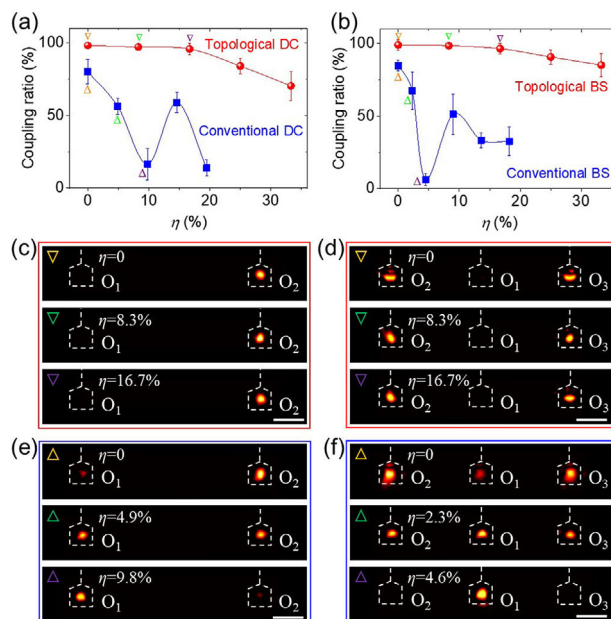 (a)
100
50
0
Coupling ratio (%)
Topological DC
Conventional DC
0 10 20 30
η (%)
(b)
100
50
0
Coupling ratio (%)
Topological BS
Conventional BS
0 10 20 30
η (%)
(c)
η=0
O1 O2
η=8.3%
O1 O2
η=16.7%
O1 O2
(d)
η=0
O2 O1 O3
η=8.3%
O2 O1 O3
η=16.7%
O2 O1 O3
(e)
η=0
O1 O2
η=4.9%
O1 O2
η=9.8%
O1 O2
(f)
η=0
O2 O1 O3
η=2.3%
O2 O1 O3
η=4.6%
O2 O1 O3